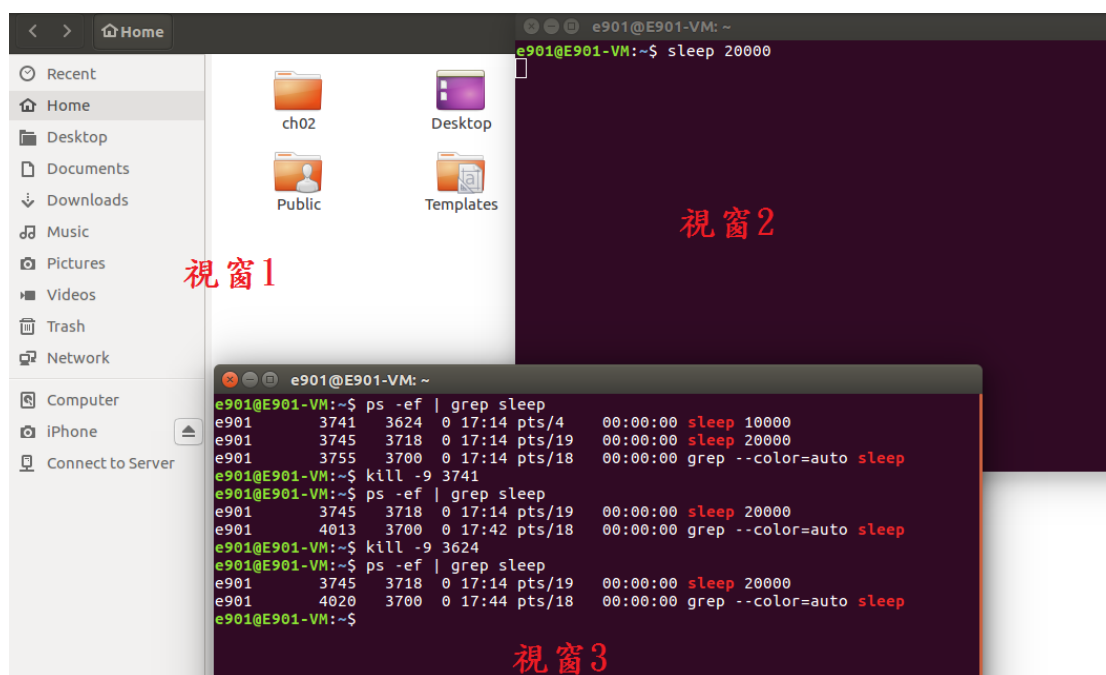 Home
Recent
Home
Desktop
Documents
Downloads
Music
Pictures
Videos
Trash
Network
Computer
iPhone
Connect to Server
ch02
Desktop
Public
Templates
視窗1
e901@E901-VM: ~
e901@E901-VM:~$ sleep 20000
視窗2
e901@E901-VM: ~
e901@E901-VM:~$ ps -ef | grep sleep
e901 3741 3624 0 17:14 pts/4 00:00:00 sleep 10000
e901 3745 3718 0 17:14 pts/19 00:00:00 sleep 20000
e901 3755 3700 0 17:14 pts/18 00:00:00 grep --color=auto sleep
e901@E901-VM:~$ kill -9 3741
e901@E901-VM:~$ ps -ef | grep sleep
e901 3745 3718 0 17:14 pts/19 00:00:00 sleep 20000
e901 4013 3700 0 17:42 pts/18 00:00:00 grep --color=auto sleep
e901@E901-VM:~$ kill -9 3624
e901@E901-VM:~$ ps -ef | grep sleep
e901 3745 3718 0 17:14 pts/19 00:00:00 sleep 20000
e901 4020 3700 0 17:44 pts/18 00:00:00 grep --color=auto sleep
e901@E901-VM:~$
視窗3